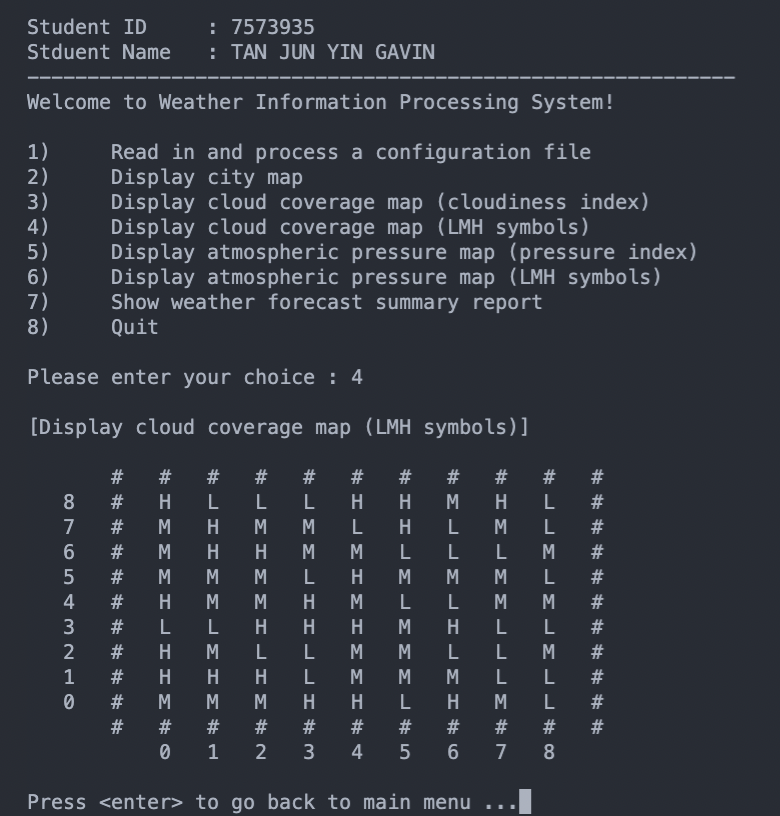 Student ID     : 7573935
Stduent Name   : TAN JUN YIN GAVIN
-----------------------------------------------------------
Welcome to Weather Information Processing System!
1)     Read in and process a configuration file
2)     Display city map
3)     Display cloud coverage map (cloudiness index)
4)     Display cloud coverage map (LMH symbols)
5)     Display atmospheric pressure map (pressure index)
6)     Display atmospheric pressure map (LMH symbols)
7)     Show weather forecast summary report
8)     Quit
Please enter your choice : 4
[Display cloud coverage map (LMH symbols)]
       #   #   #   #   #   #   #   #   #   #   #
   8   #   H   L   L   L   H   H   M   H   L   #
   7   #   M   H   M   M   L   H   L   M   L   #
   6   #   M   H   H   M   M   L   L   L   M   #
   5   #   M   M   M   L   H   M   M   M   L   #
   4   #   H   M   M   H   M   L   L   M   M   #
   3   #   L   L   H   H   H   M   H   L   L   #
   2   #   H   M   L   L   M   M   L   L   M   #
   1   #   H   H   H   L   M   M   M   L   L   #
   0   #   M   M   M   H   H   L   H   M   L   #
       #   #   #   #   #   #   #   #   #   #   #
           0   1   2   3   4   5   6   7   8
Press <enter> to go back to main menu ...